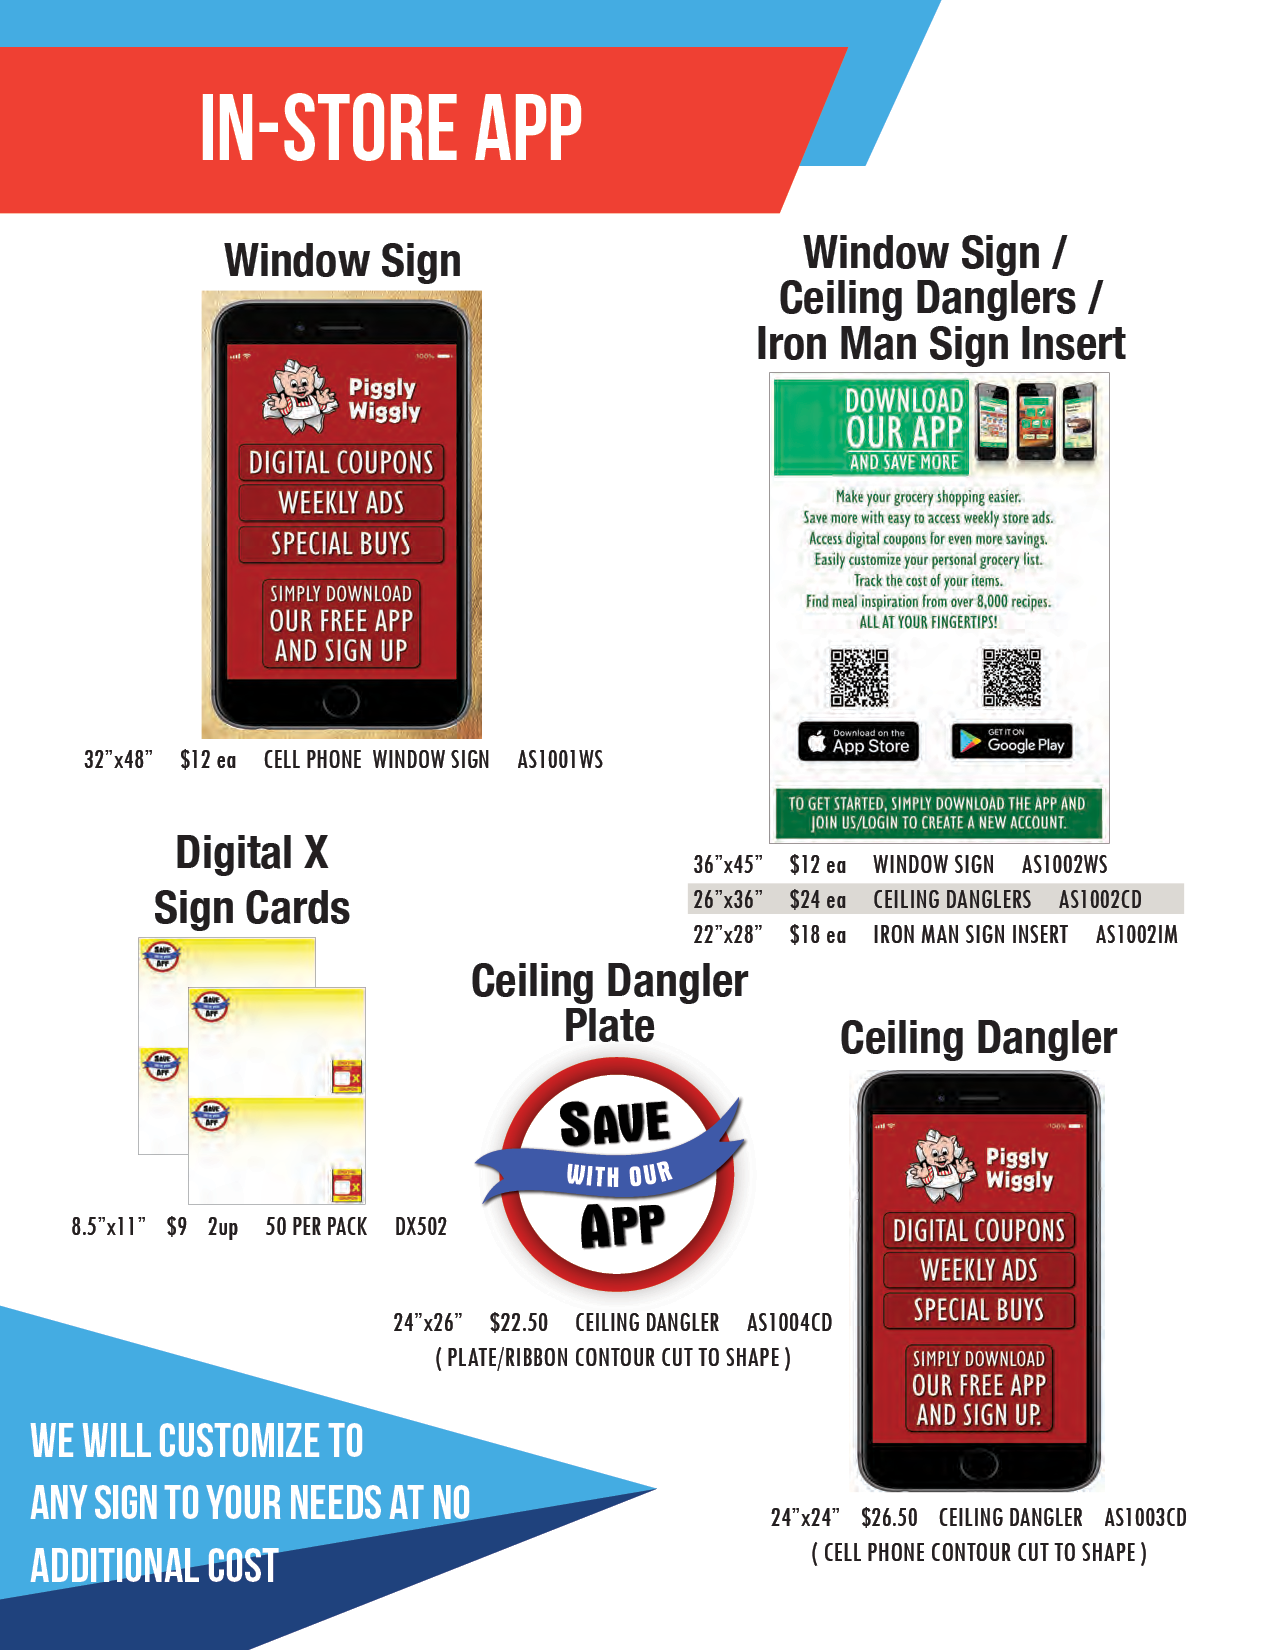 IN-STORE APP
Window Sign
100%
Piggly
Wiggly
DIGITAL COUPONS
WEEKLY ADS
SPECIAL BUYS
SIMPLY DOWNLOAD
OUR FREE APP
AND SIGN UP
32”x48” $12 ea CELL PHONE WINDOW SIGN AS1001WS
Window Sign /
Ceiling Danglers /
Iron Man Sign Insert
DOWNLOAD
OUR APP
AND SAVE MORE
Make your grocery shopping easier.
Save more with easy to access weekly store ads.
Access digital coupons for even more savings.
Easily customize your personal grocery list.
Track the cost of your items.
Find meal inspiration from over 8,000 recipes.
ALL AT YOUR FINGERTIPS!
Download on the
App Store
GET IT ON
Google Play
TO GET STARTED, SIMPLY DOWNLOAD THE APP AND
JOIN US/LOGIN TO CREATE A NEW ACCOUNT.
36”x45” $12 ea WINDOW SIGN AS1002WS
26”x36” $24 ea CEILING DANGLERS AS1002CD
22”x28” $18 ea IRON MAN SIGN INSERT AS1002IM
Digital X
Sign Cards
SAVE
APP
SAVE
APP
SAVE
APP
X
SAVE
APP
X
8.5”x11” $9 2up 50 PER PACK DX502
Ceiling Dangler
Plate
SAVE
WITH OUR
APP
24”x26” $22.50 CEILING DANGLER AS1004CD
( PLATE/RIBBON CONTOUR CUT TO SHAPE )
Ceiling Dangler
100%
Piggly
Wiggly
DIGITAL COUPONS
WEEKLY ADS
SPECIAL BUYS
SIMPLY DOWNLOAD
OUR FREE APP
AND SIGN UP.
24”x24” $26.50 CEILING DANGLER AS1003CD
( CELL PHONE CONTOUR CUT TO SHAPE )
WE WILL CUSTOMIZE TO
ANY SIGN TO YOUR NEEDS AT NO
ADDITIONAL COST